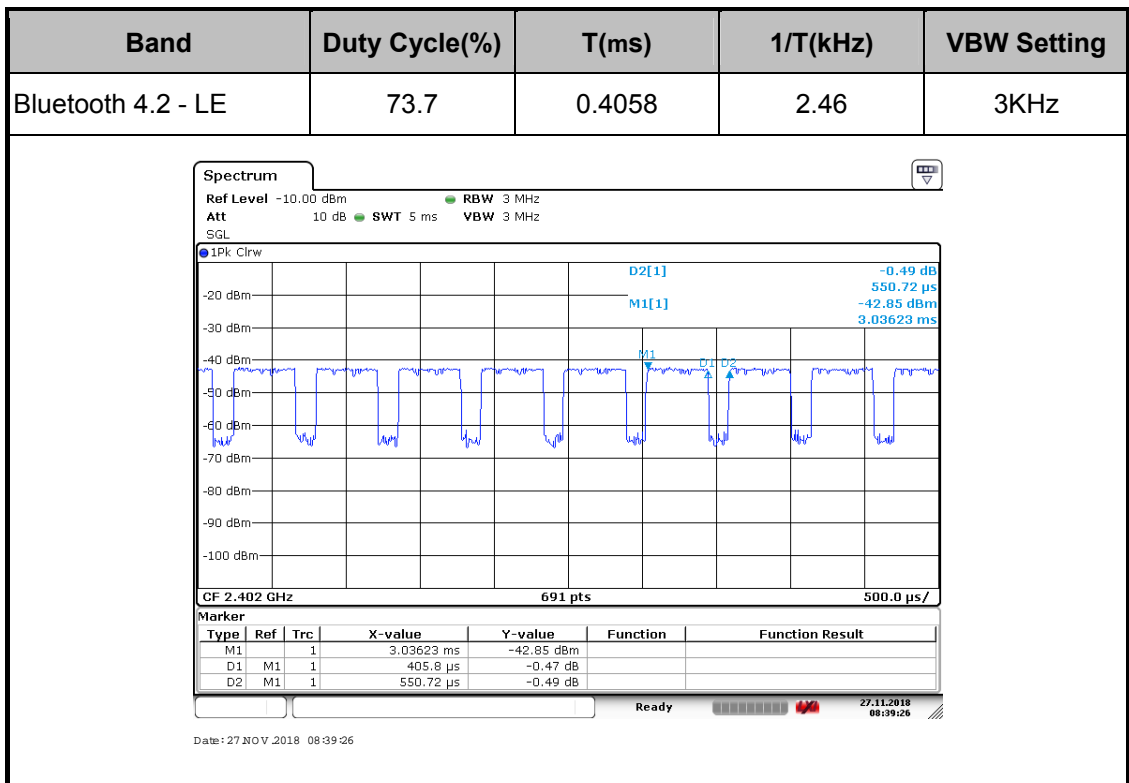 Band Duty Cycle(%) T(ms) 1/T(kHz) VBW Setting
Bluetooth 4.2 - LE 73.7 0.4058 2.46 3KHz
Spectrum
Ref Level -10.00 dBm RBW 3 MHz
Att 10 dB SWT 5 ms VBW 3 MHz
SGL
1Pk Clrw
D2[1] -0.49 dB
550.72 µs
-20 dBm
M1[1] -42.85 dBm
3.03623 ms
-30 dBm
-40 dBm
M1
D1 D2
-50 dBm
-60 dBm
-70 dBm
-80 dBm
-90 dBm
-100 dBm
CF 2.402 GHz 691 pts 500.0 µs/
Marker
Type Ref Trc X-value Y-value Function Function Result
M1 1 3.03623 ms -42.85 dBm
D1 M1 1 405.8 µs -0.47 dB
D2 M1 1 550.72 µs -0.49 dB
Ready 27.11.2018
08:39:26
Date: 27.NOV.2018 08:39:26